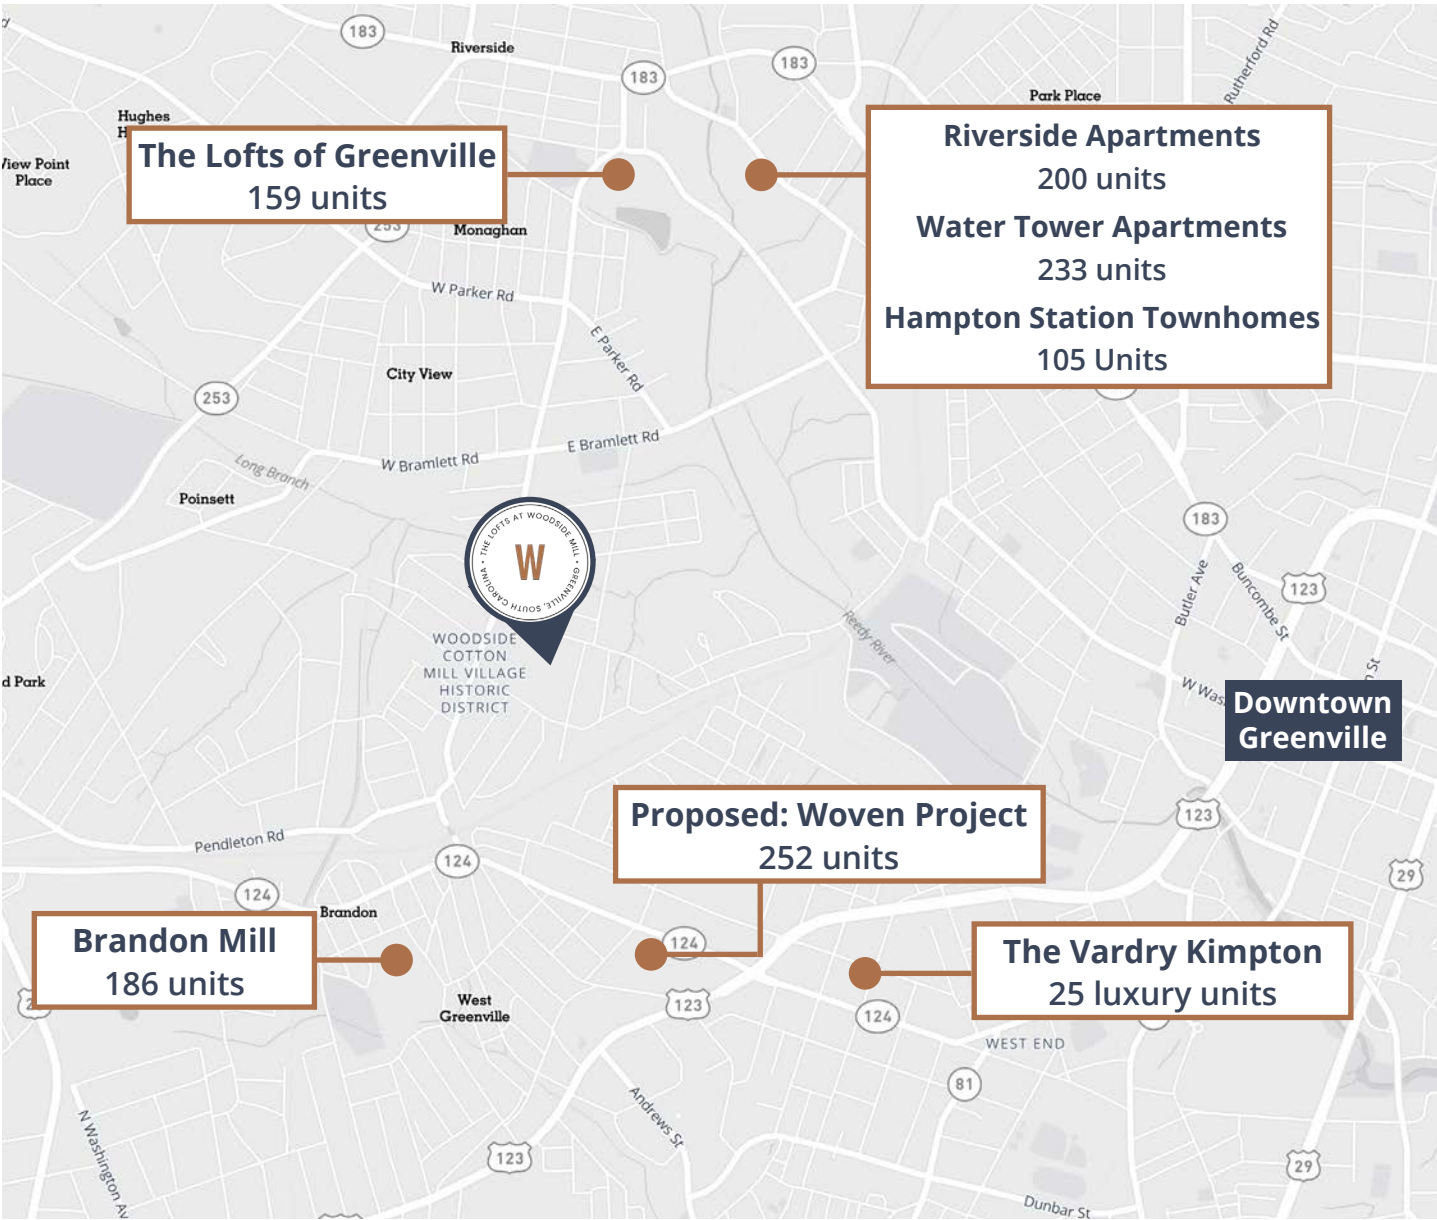 183
Riverside
183
183
Rutherford Rd
Park Place
Hughes
H
View Point
Place
The Lofts of Greenville
159 units
Riverside Apartments
200 units
Water Tower Apartments
233 units
Hampton Station Townhomes
105 Units
253
Monaghan
W Parker Rd
E Parker Rd
City View
253
E Bramlett Rd
W Bramlett Rd
Long Branch
Poinsett
183
THE LOFTS AT WOODSIDE MILL • GREENVILLE, SOUTH CAROLINA •
W
Butler Ave
Buncombe St
123
Reedy River
WOODSIDE
COTTON
MILL VILLAGE
HISTORIC
DISTRICT
d Park
W Was
n St
Downtown
Greenville
Proposed: Woven Project
252 units
123
Pendleton Rd
124
29
124
Brandon
Brandon Mill
186 units
124
The Vardry Kimpton
25 luxury units
West
Greenville
123
124
WEST END
81
Andrews St
N Washington Av
123
29
Dunbar St